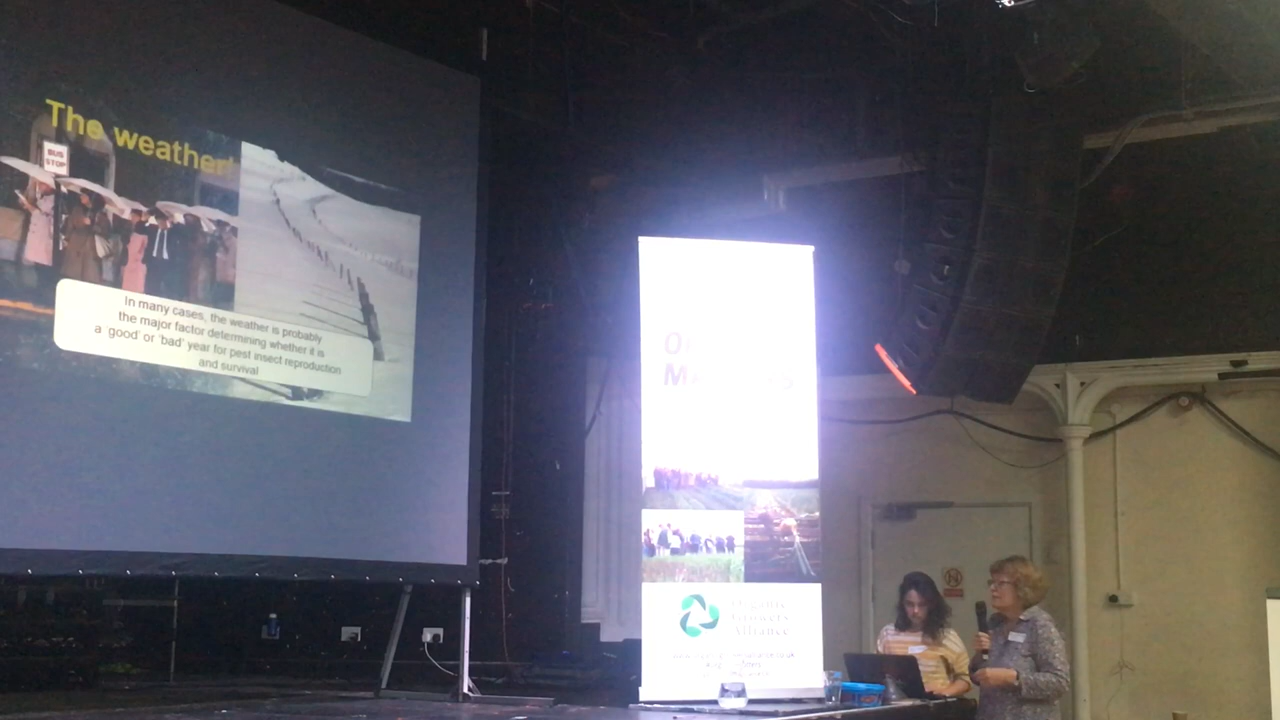 The weather!
BUS
STOP
In many cases, the weather is probably
the major factor determining whether it is
a 'good' or 'bad' year for pest insect reproduction
and survival
Organic
Growers
Alliance